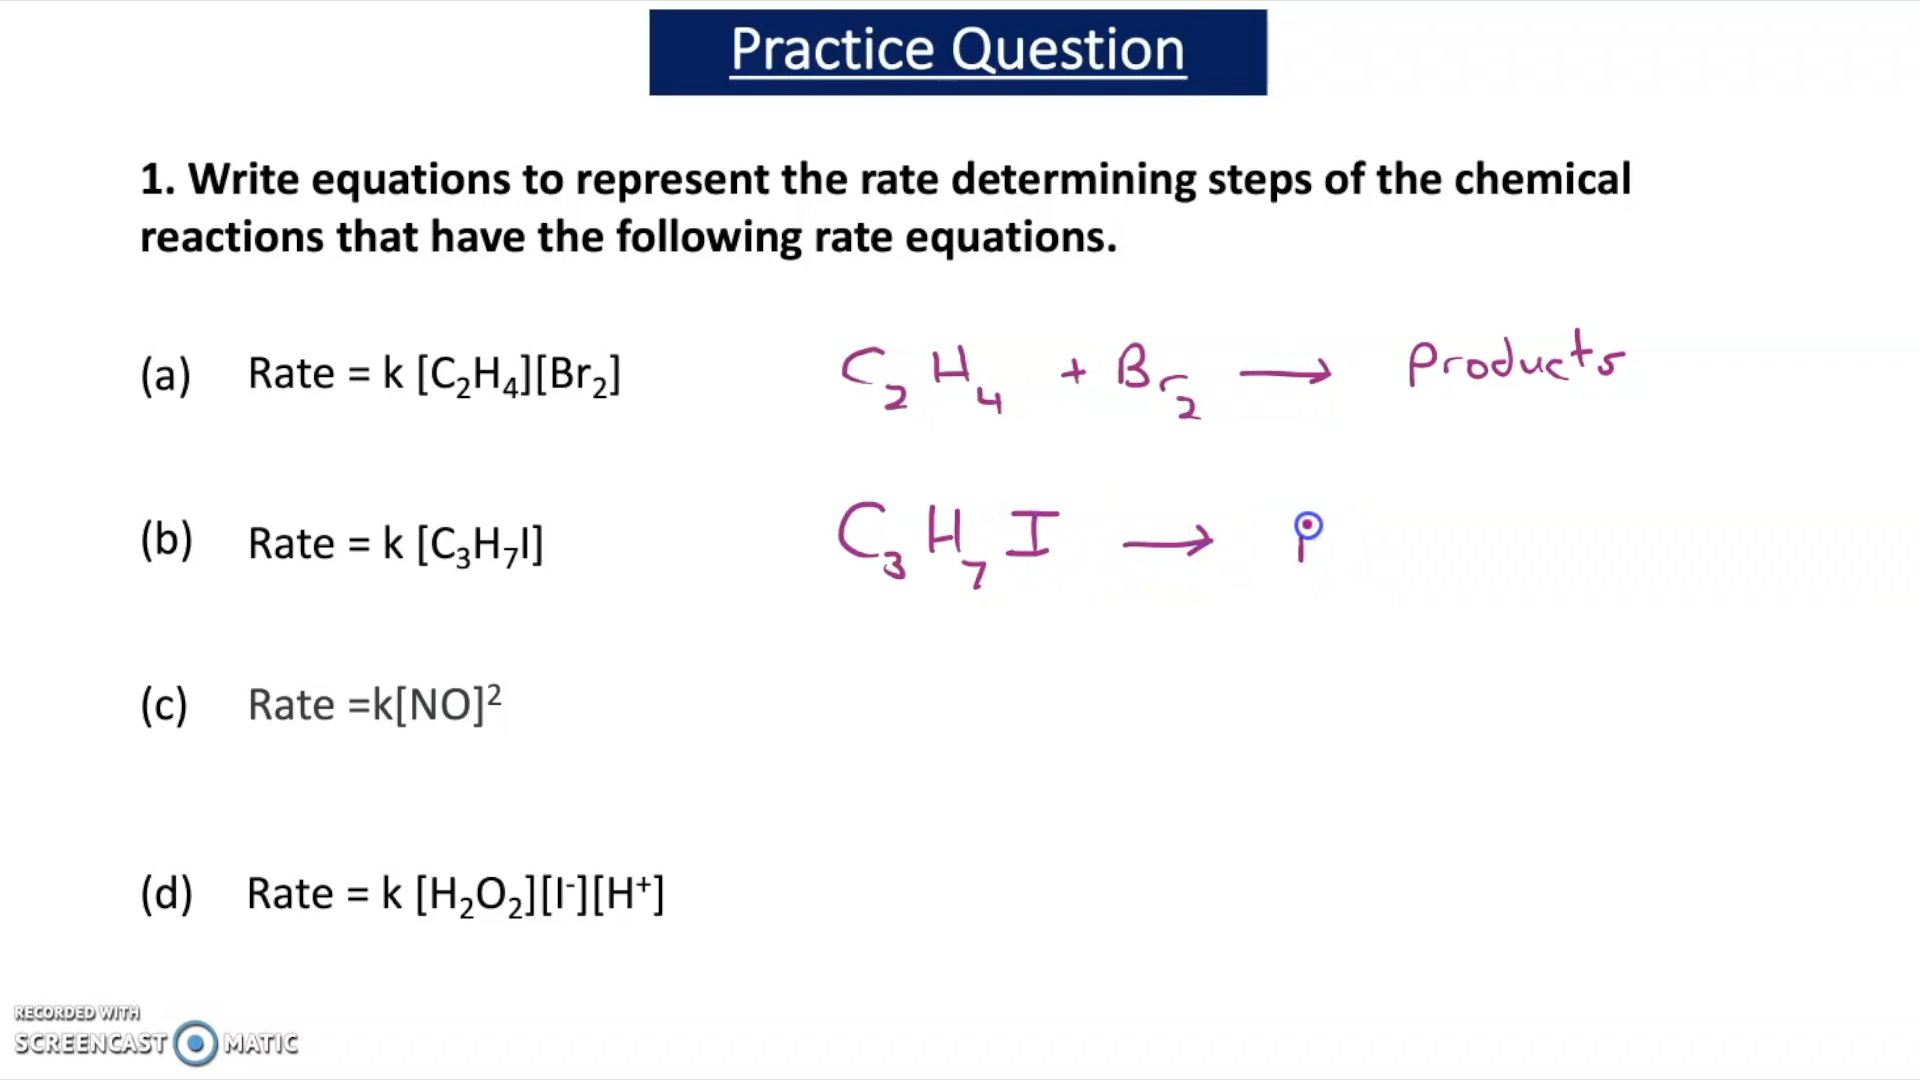 Practice Question
1. Write equations to represent the rate determining steps of the chemical
reactions that have the following rate equations.
(a) Rate = k [C₂H₄][Br₂] C₂H₄ + Br₂ → Products
(b) Rate = k [C₃H₇I] C₃H₇I → P
(c) Rate =k[NO]²
(d) Rate = k [H₂O₂][I⁻][H⁺]
RECORDED WITH
SCREENCAST MATIC